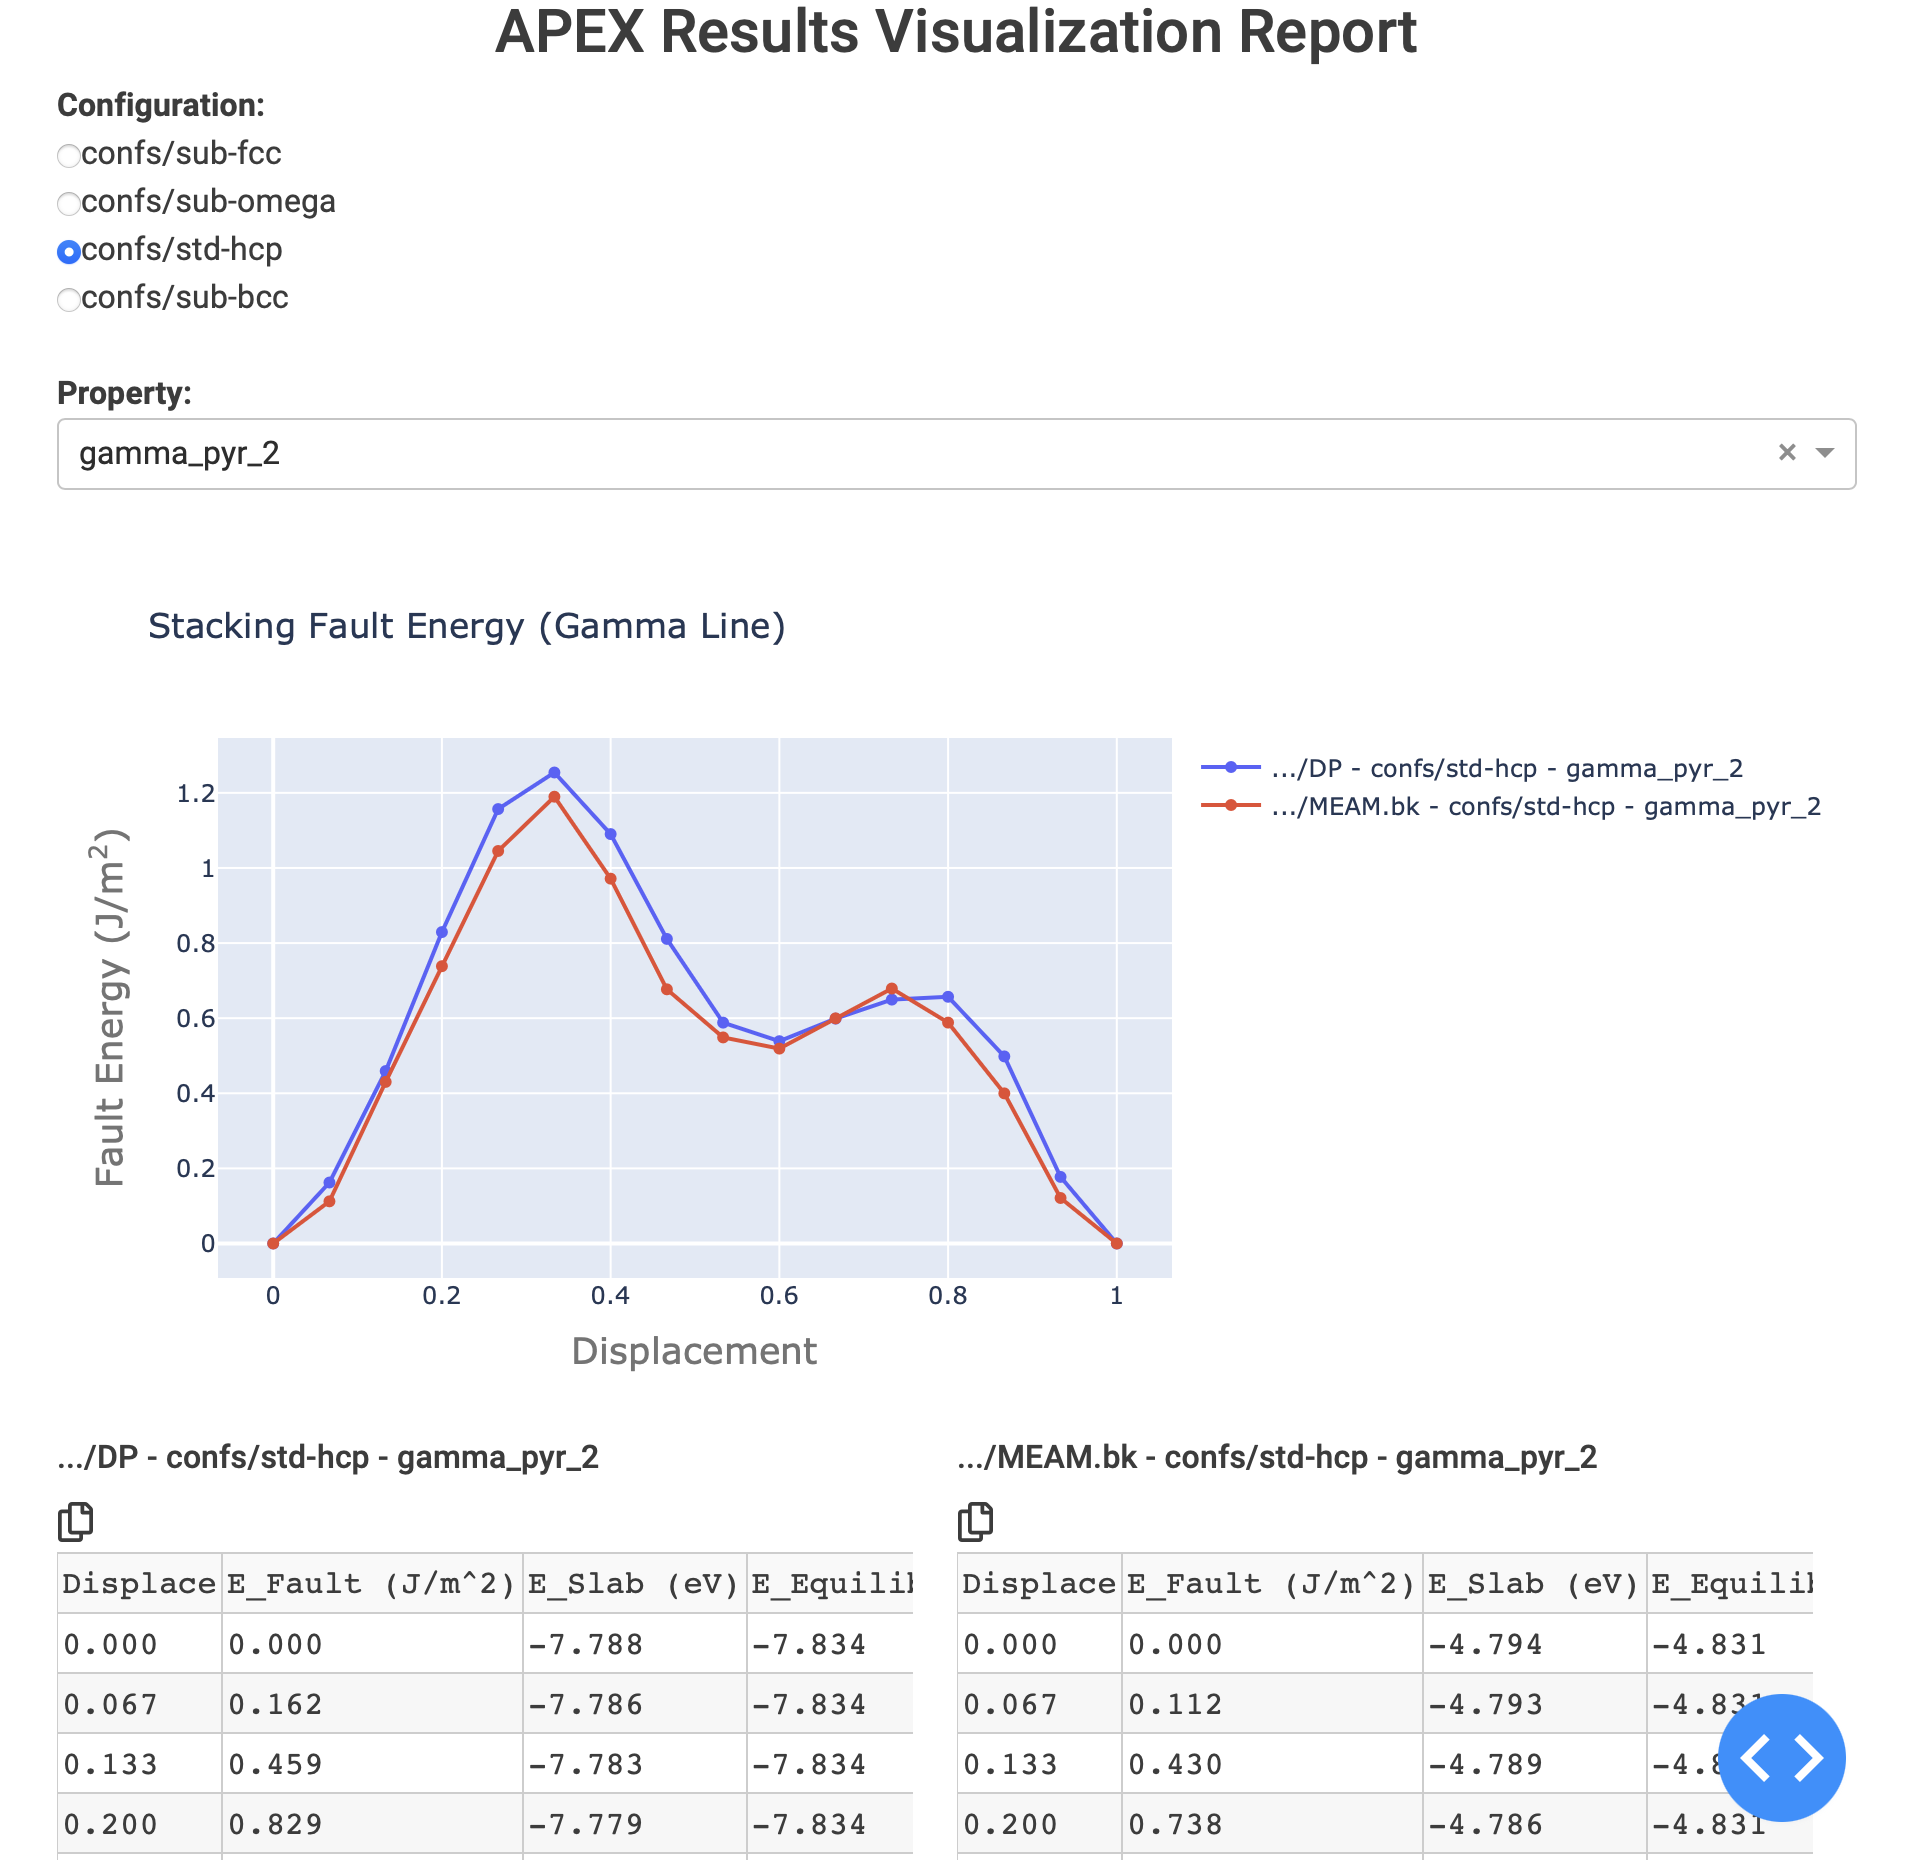 APEX Results Visualization Report
Configuration:
confs/sub-fcc
confs/sub-omega
confs/std-hcp
confs/sub-bcc
Property:
gamma_pyr_2
Stacking Fault Energy (Gamma Line)
.../DP - confs/std-hcp - gamma_pyr_2
.../MEAM.bk - confs/std-hcp - gamma_pyr_2
Fault Energy (J/m²)
1.2
1
0.8
0.6
0.4
0.2
0
0 0.2 0.4 0.6 0.8 1
Displacement
.../DP - confs/std-hcp - gamma_pyr_2
Displace E_Fault (J/m^2) E_Slab (eV) E_Equilib
0.000 0.000 -7.788 -7.834
0.067 0.162 -7.786 -7.834
0.133 0.459 -7.783 -7.834
0.200 0.829 -7.779 -7.834
.../MEAM.bk - confs/std-hcp - gamma_pyr_2
Displace E_Fault (J/m^2) E_Slab (eV) E_Equilib
0.000 0.000 -4.794 -4.831
0.067 0.112 -4.793 -4.831
0.133 0.430 -4.789
0.200 0.738 -4.786 -4.831